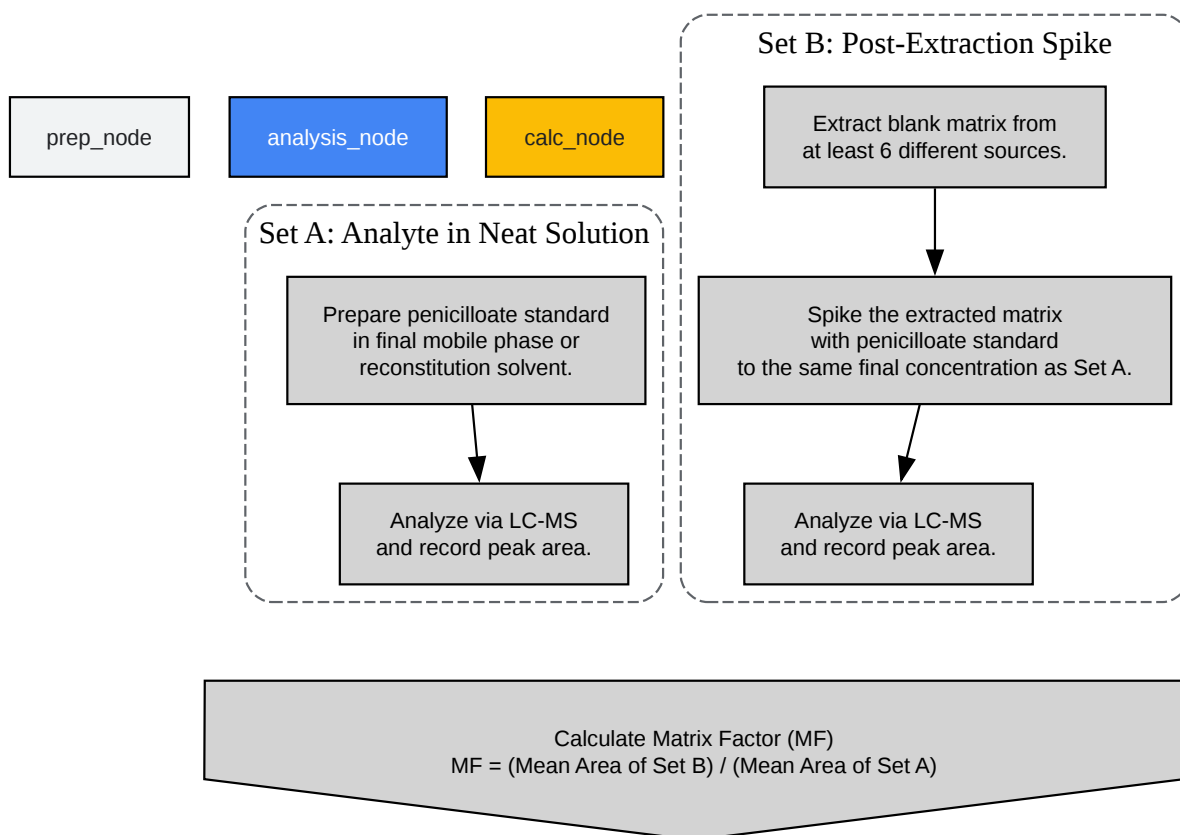 Set B: Post-Extraction Spike
Extract blank matrix from
at least 6 different sources.
prep_node
analysis_node
calc_node
Set A: Analyte in Neat Solution
Prepare penicilloate standard
in final mobile phase or
reconstitution solvent.
Spike the extracted matrix
with penicilloate standard
to the same final concentration as Set A.
Analyze via LC-MS
and record peak area.
Analyze via LC-MS
and record peak area.
Calculate Matrix Factor (MF)
MF = (Mean Area of Set B) / (Mean Area of Set A)